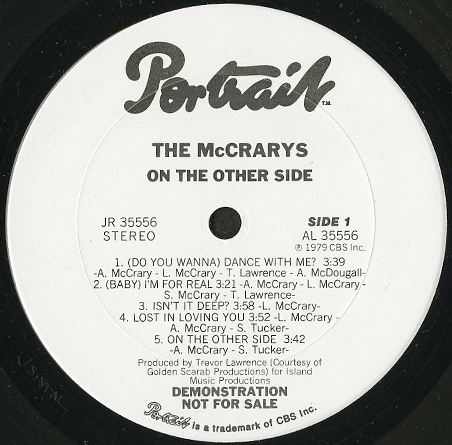 Portrait
T.M.
THE McCRARYS
ON THE OTHER SIDE
JR 35556
STEREO
SIDE 1
AL 35556
℗ 1979 CBS Inc.
1. (DO YOU WANNA) DANCE WITH ME? 3:39
-A. McCrary - L. McCrary - T. Lawrence - A. McDougall-
2. (BABY) I'M FOR REAL 3:21 -A. McCrary - L. McCrary -
S. McCrary - T. Lawrence-
3. ISN'T IT DEEP? 3:58 -L. McCrary-
4. LOST IN LOVING YOU 3:52 -L. McCrary -
A. McCrary - S. Tucker-
5. ON THE OTHER SIDE 3:42
-A. McCrary - S. Tucker-
Produced by Trevor Lawrence (Courtesy of
Golden Scarab Productions) for Island
Music Productions
DEMONSTRATION
NOT FOR SALE
Portrait is a trademark of CBS Inc.